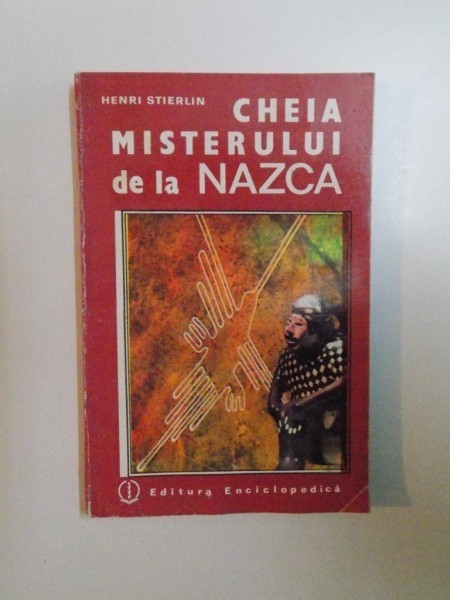 HENRI STIERLIN
CHEIA
MISTERULUI
de la NAZCA
Editura Enciclopedică